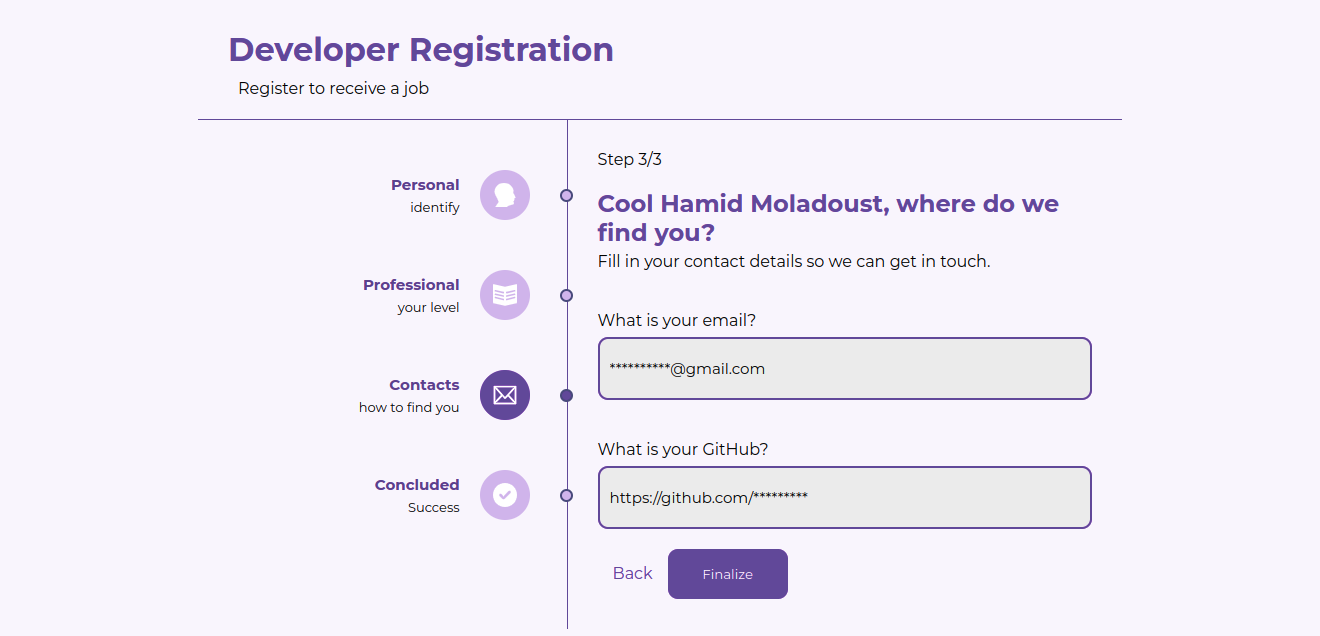 Developer Registration
Register to receive a job
Personal
identify
Professional
your level
Contacts
how to find you
Concluded
Success
Step 3/3
Cool Hamid Moladoust, where do we
find you?
Fill in your contact details so we can get in touch.
What is your email?
**********@gmail.com
What is your GitHub?
https://github.com/*********
Back
Finalize